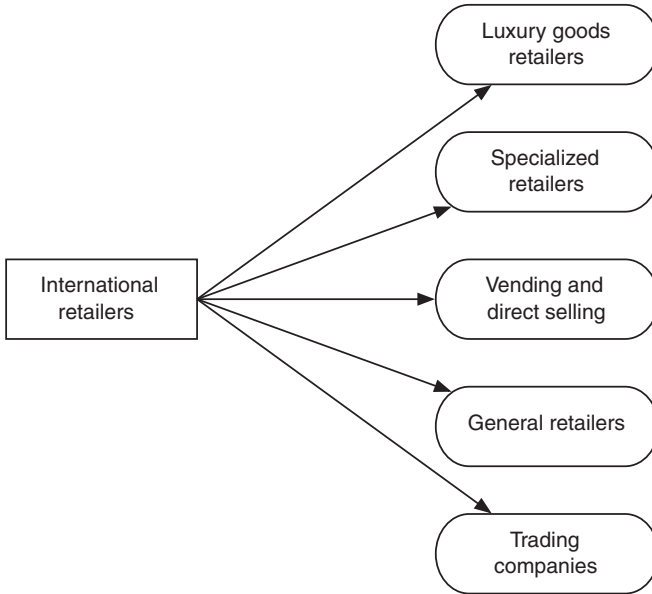 Luxury goods
retailers
Specialized
retailers
International
retailers
Vending and
direct selling
General retailers
Trading
companies